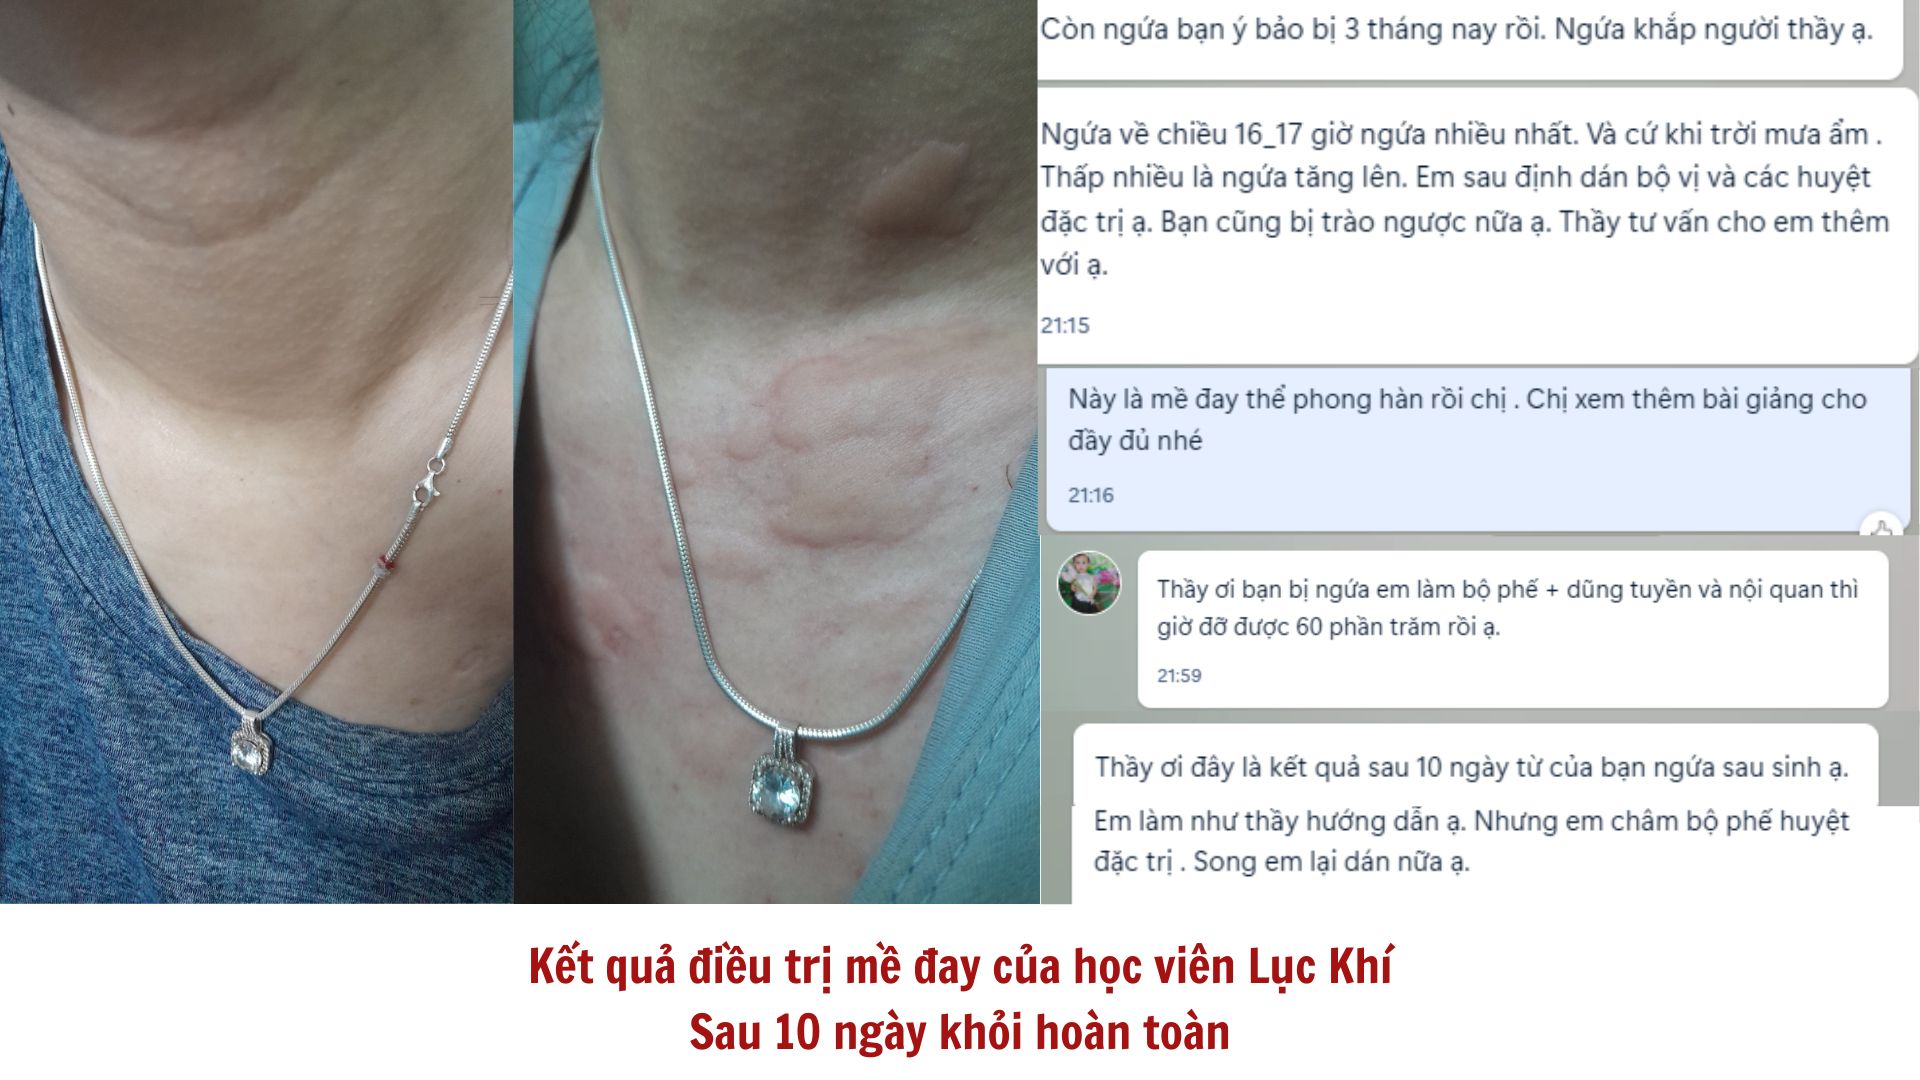 Còn ngứa bạn ý bảo bị 3 tháng nay rồi. Ngứa khắp người thầy ạ.
Ngứa về chiều 16_17 giờ ngứa nhiều nhất. Và cứ khi trời mưa ẩm .
Thấp nhiều là ngứa tăng lên. Em sau định dán bộ vị và các huyệt
đặc trị ạ. Bạn cũng bị trào ngược nữa ạ. Thầy tư vấn cho em thêm
với ạ.
21:15
Này là mề đay thể phong hàn rồi chị . Chị xem thêm bài giảng cho
đầy đủ nhé
21:16
Thầy ơi bạn bị ngứa em làm bộ phế + dũng tuyền và nội quan thì
giờ đỡ được 60 phần trăm rồi ạ.
21:59
Thầy ơi đây là kết quả sau 10 ngày từ của bạn ngứa sau sinh ạ.
Em làm như thầy hướng dẫn ạ. Nhưng em châm bộ phế huyệt
đặc trị . Song em lại dán nữa ạ.
Kết quả điều trị mề đay của học viên Lục Khí
Sau 10 ngày khỏi hoàn toàn